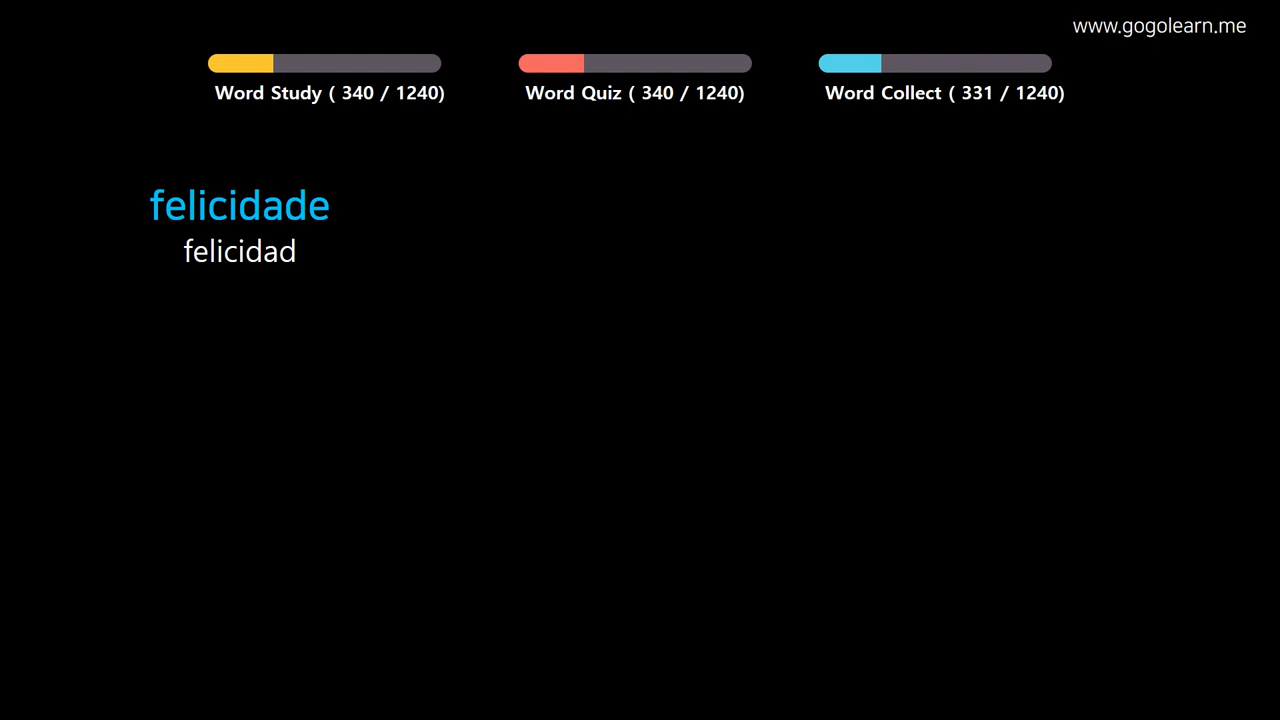 www.gogolearn.me
Word Study ( 340 / 1240)
Word Quiz ( 340 / 1240)
Word Collect ( 331 / 1240)
felicidade
felicidad